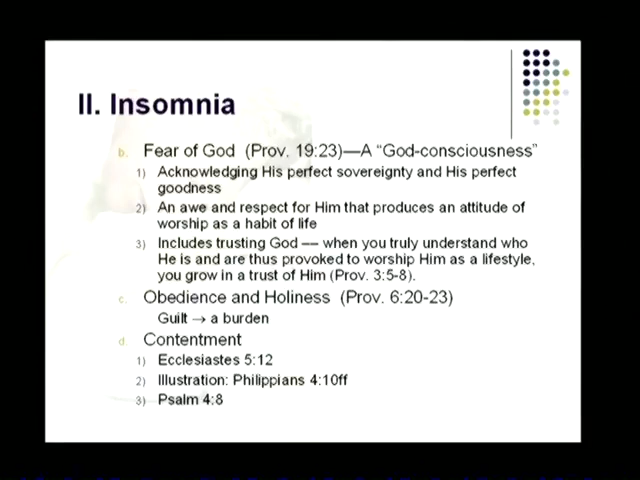 II. Insomnia
b. Fear of God (Prov. 19:23)—A “God-consciousness”
1) Acknowledging His perfect sovereignty and His perfect
goodness
2) An awe and respect for Him that produces an attitude of
worship as a habit of life
3) Includes trusting God — when you truly understand who
He is and are thus provoked to worship Him as a lifestyle,
you grow in a trust of Him (Prov. 3:5-8).
c. Obedience and Holiness (Prov. 6:20-23)
Guilt → a burden
d. Contentment
1) Ecclesiastes 5:12
2) Illustration: Philippians 4:10ff
3) Psalm 4:8